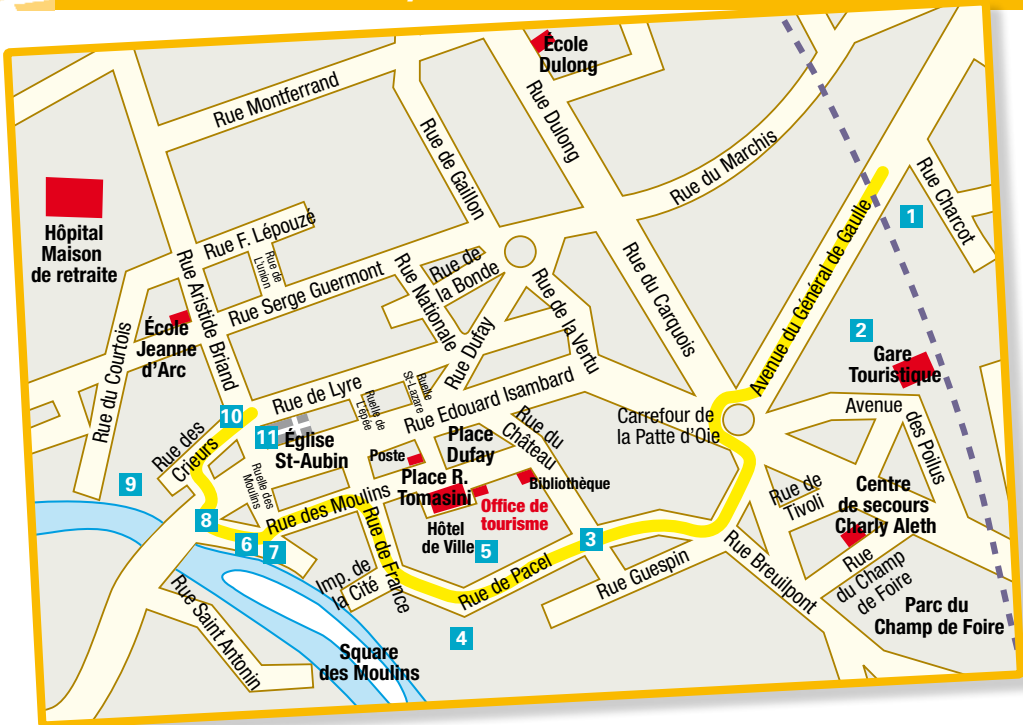 École
Dulong
Rue Montferrand
Rue de Gaillon
Rue Dulong
Rue du Marchis
Rue Charcot
1
Hôpital
Maison
de retraite
Rue F. Lépouzé
Rue de
L'union
Rue Aristide Briand
Rue Serge Guermont
Rue Nationale
Rue de
la Bonde
Rue de la Vertu
Rue du Carquois
Avenue du Général de Gaulle
2
Gare
Touristique
École
Jeanne
d'Arc
Rue du Courtois
Rue Dufay
Rue de Lyre
Ruelle de
L'épée
Ruelle
St-Lazare
Rue Edouard Isambard
Carrefour de
la Patte d'Oie
Avenue
des Poilus
10
11
Rue des
Crieurs
Église
St-Aubin
Poste
Place
Dufay
Rue du
Château
Bibliothèque
9
Ruelle des
Moulins
Rue des Moulins
Place R.
Tomasini
Office de
tourisme
Hôtel
de Ville
Rue de
Tivoli
Centre
de secours
Charly Aleth
8
6
7
5
3
Rue de France
Imp. de
la Cité
Rue de Pacel
Rue Guespin
Rue Breuilpont
Rue
du Champ
de Foire
Parc du
Champ de Foire
Rue Saint Antonin
4
Square
des Moulins